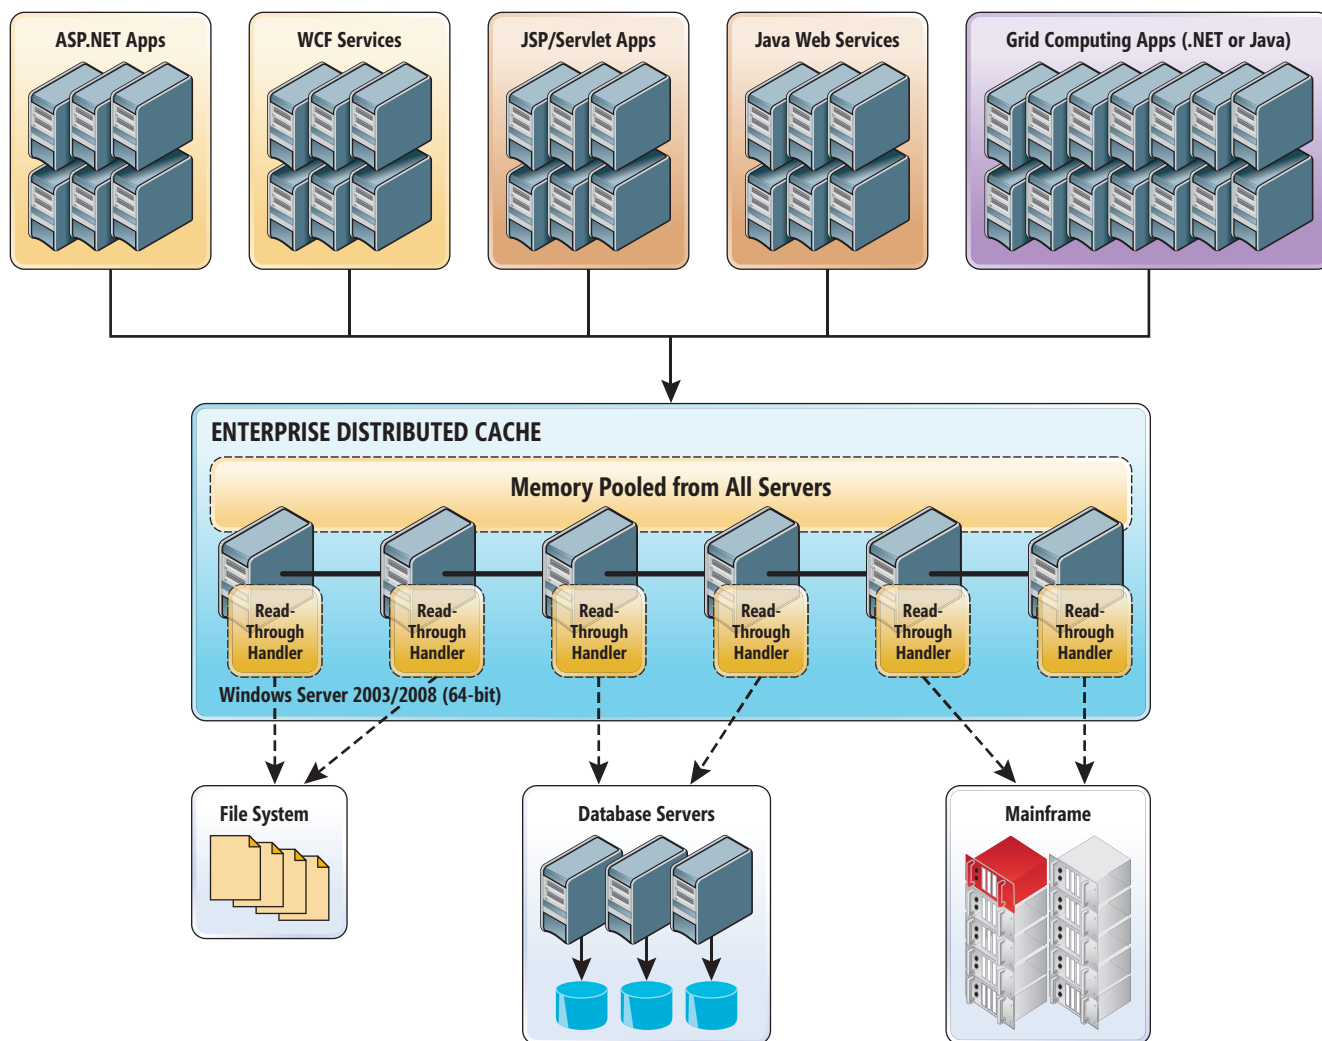 ASP.NET Apps
WCF Services
JSP/Servlet Apps
Java Web Services
Grid Computing Apps (.NET or Java)
ENTERPRISE DISTRIBUTED CACHE
Memory Pooled from All Servers
Read-
Through
Handler
Read-
Through
Handler
Read-
Through
Handler
Read-
Through
Handler
Read-
Through
Handler
Read-
Through
Handler
Windows Server 2003/2008 (64-bit)
File System
Database Servers
Mainframe